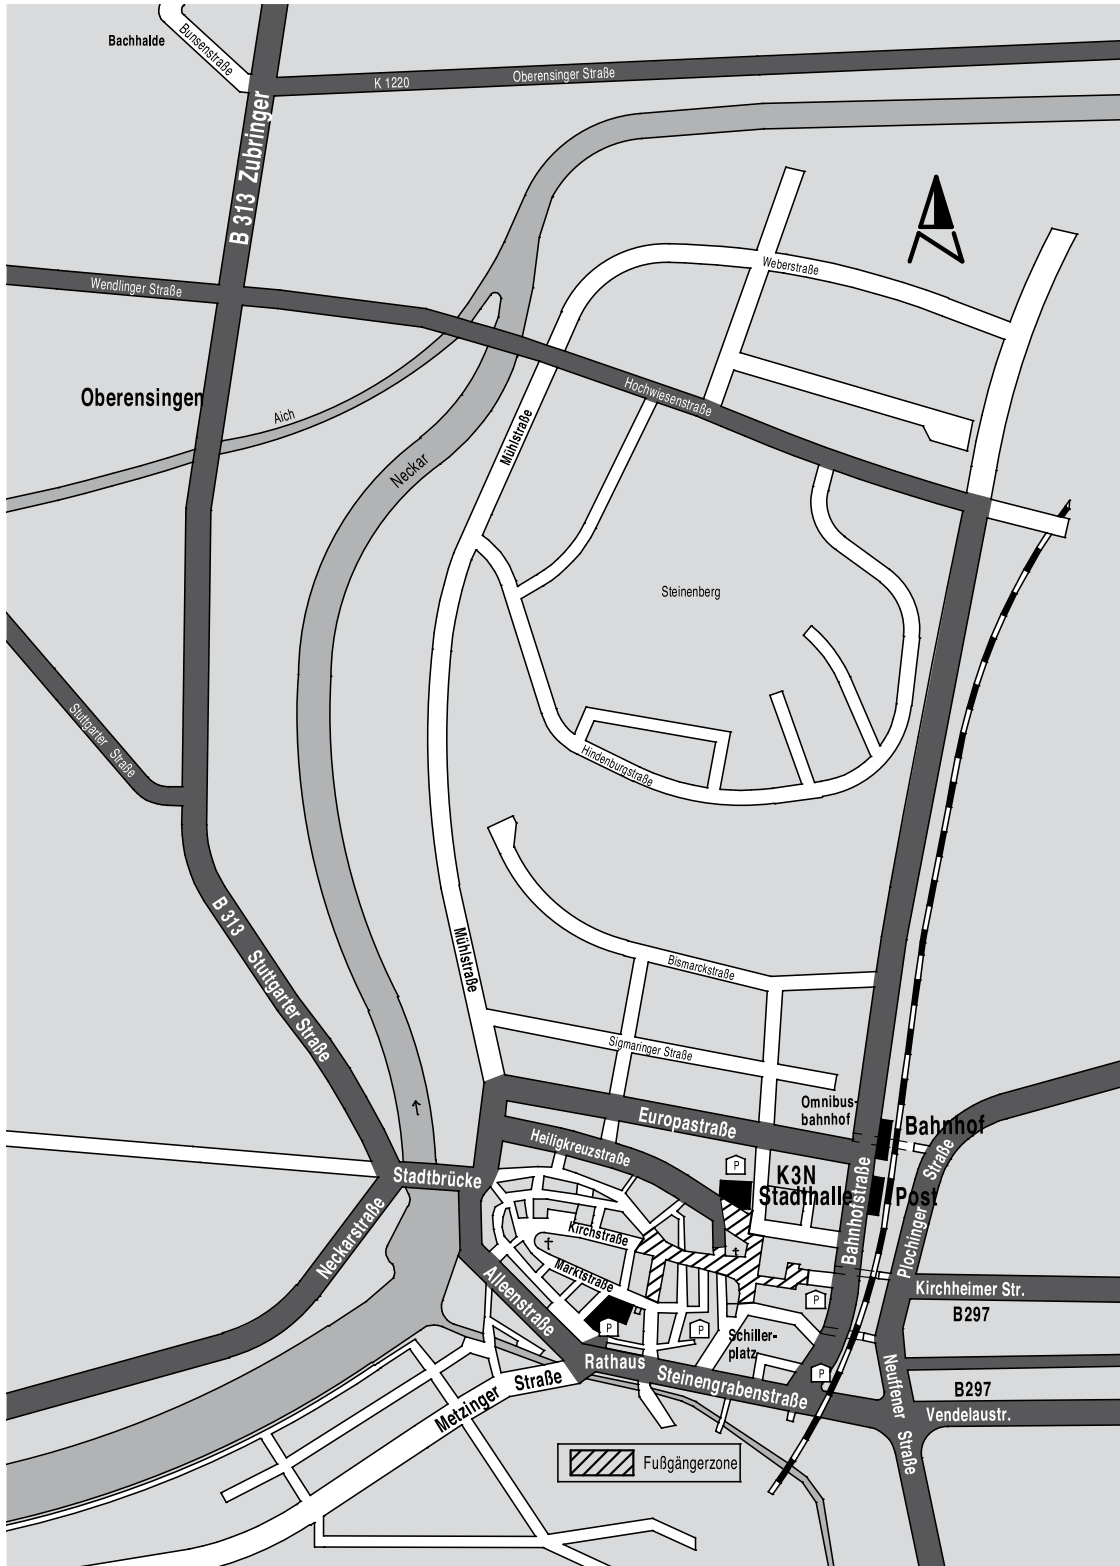 Bachhalde
Bunsenstraße
K 1220
Oberensinger Straße
B 313 Zubringer
Wendlinger Straße
Weberstraße
Oberensingen
Aich
Neckar
Hochwiesenstraße
Mühlstraße
Steinenberg
Stuttgarter Straße
Hindenburgstraße
B 313 Stuttgarter Straße
Mühlstraße
Bismarckstraße
Sigmaringer Straße
Omnibus-
bahnhof
Bahnhof
Europastraße
Heiligkreuzstraße
P
K3N
Stadthalle
Post
Stadtbrücke
Neckarstraße
Kirchstraße
Marktstraße
Alleenstraße
Bahnhofstraße
Plochinger Straße
Kirchheimer Str.
B297
P
P
P
Schiller-
platz
Rathaus
Steinengrabenstraße
P
Metzinger Straße
B297
Vendelaustr.
Neuffener Straße
Fußgängerzone